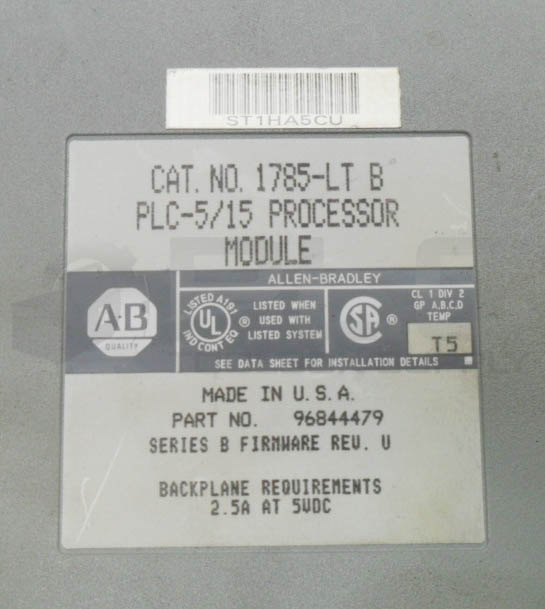 ST1HA5CU
CAT. NO. 1785-LT B
PLC-5/15 PROCESSOR
MODULE
ALLEN-BRADLEY
A-B
QUALITY
LISTED A191
UL ®
IND CONT EQ
LISTED WHEN
USED WITH
LISTED SYSTEM
SA ®
CL 1 DIV 2
GP A,B,C,D
TEMP
T5
SEE DATA SHEET FOR INSTALLATION DETAILS
MADE IN U.S.A.
PART NO. 96844479
SERIES B FIRMWARE REV. U
BACKPLANE REQUIREMENTS
2.5A AT 5VDC